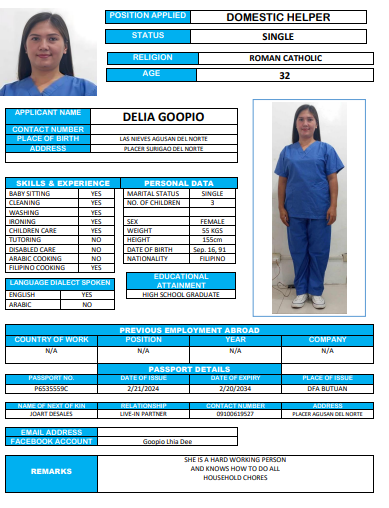 POSITION APPLIED DOMESTIC HELPER
STATUS SINGLE
RELIGION ROMAN CATHOLIC
AGE 32
APPLICANT NAME DELIA GOOPIO
CONTACT NUMBER
PLACE OF BIRTH LAS NIEVES AGUSAN DEL NORTE
ADDRESS PLACER SURIGAO DEL NORTE
SKILLS & EXPERIENCE PERSONAL DATA
BABY SITTING YES MARITAL STATUS SINGLE
CLEANING YES NO. OF CHILDREN 3
WASHING YES
IRONING YES SEX FEMALE
CHILDREN CARE YES WEIGHT 55 KGS
TUTORING NO HEIGHT 155cm
DISABLED CARE NO DATE OF BIRTH Sep. 16, 91
ARABIC COOKING NO NATIONALITY FILIPINO
FILIPINO COOKING YES
EDUCATIONAL ATTAINMENT
LANGUAGE DIALECT SPOKEN
HIGH SCHOOL GRADUATE
ENGLISH YES
ARABIC NO
PREVIOUS EMPLOYMENT ABROAD
COUNTRY OF WORK POSITION YEAR COMPANY
N/A N/A N/A N/A
PASSPORT DETAILS
PASSPORT NO. DATE OF ISSUE DATE OF EXPIRY PLACE OF ISSUE
P6535559C 2/21/2024 2/20/2034 DFA BUTUAN
NAME OF NEXT OF KIN RELATIONSHIP CONTACT NUMBER ADDRESS
JOART DESALES LIVE-IN PARTNER 09100619527 PLACER AGUSAN DEL NORTE
EMAIL ADDRESS
FACEBOOK ACCOUNT Goopio Lhia Dee
REMARKS
SHE IS A HARD WORKING PERSON
AND KNOWS HOW TO DO ALL
HOUSEHOLD CHORES